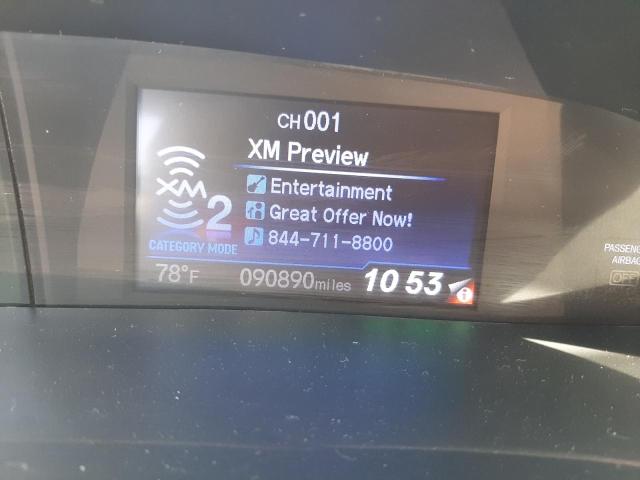 CH 001
XM Preview
XM 2
Entertainment
Great Offer Now!
CATEGORY MODE
844-711-8800
78°F
090890 miles
10 53
i
PASSENG
AIRBAG
OFF